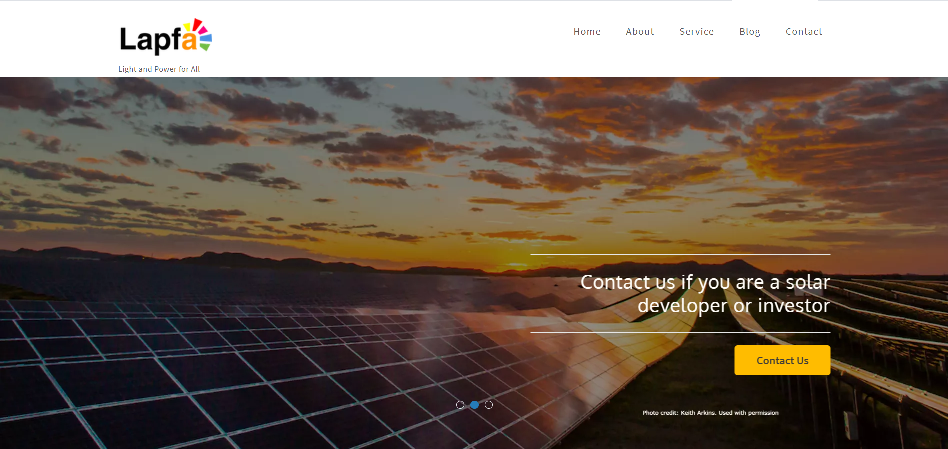 Lapfa
Light and Power for All
Home
About
Service
Blog
Contact
Contact us if you are a solar
developer or investor
Contact Us
Photo credit: Keith Arkins. Used with permission